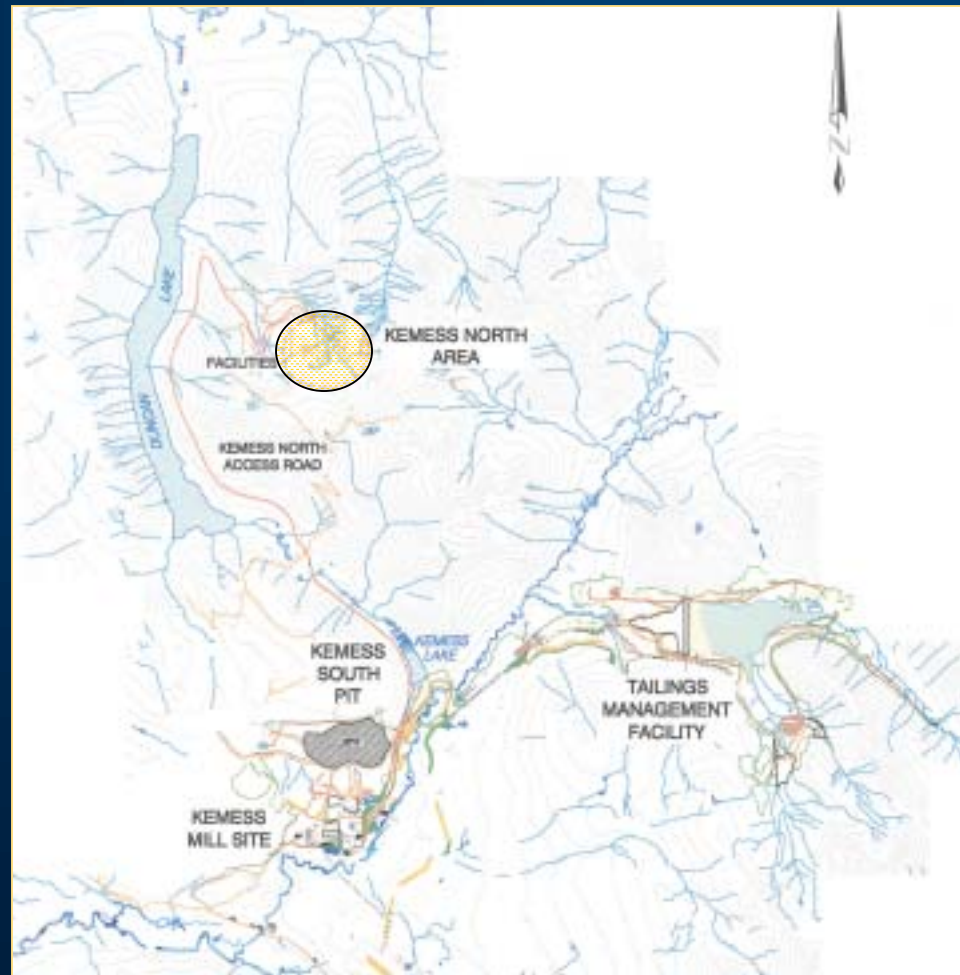 N
LAKE
DUNCAN
FACILITIES
KEMESS NORTH
AREA
KEMESS NORTH
ACCESS ROAD
KEMESS
LAKE
KEMESS
SOUTH
PIT
TAILINGS
MANAGEMENT
FACILITY
KEMESS
MILL SITE